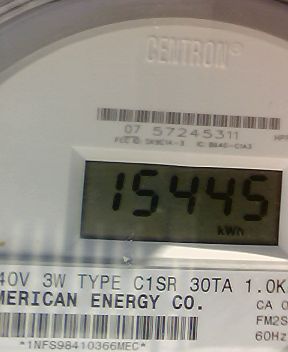 CENTRON®
07 57245311
15445
kWh
40V 3W TYPE C1SR 30TA 1.0K
MERICAN ENERGY CO.
CA 0
FM2S
60Hz
*1NFS98410366MEC*